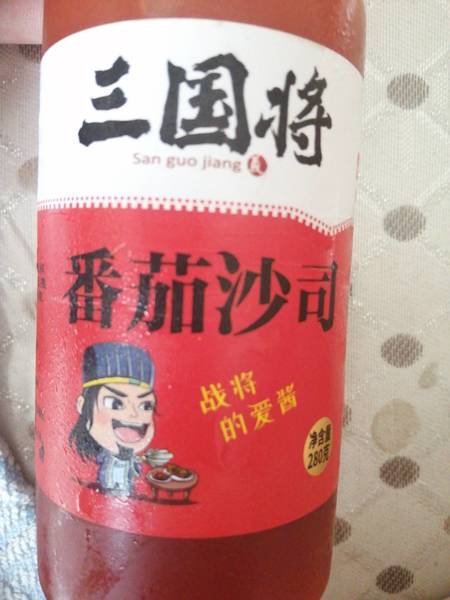 三国将
San guo jiang
番茄沙司
战将
的爱酱
净含量
280克